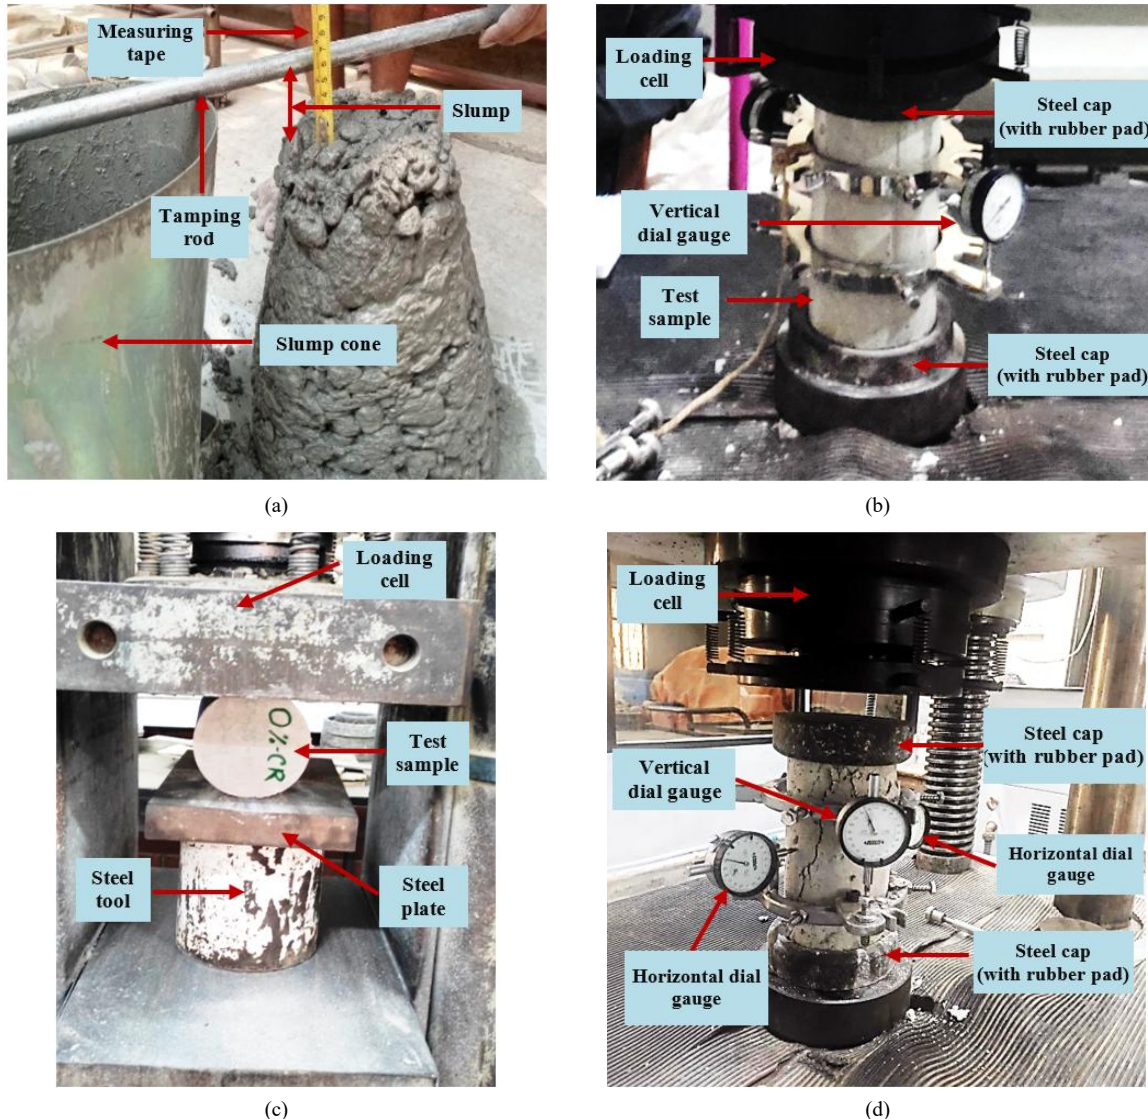 Measuring
tape
Slump
Tamping
rod
Slump cone
(a)
Loading
cell
Steel cap
(with rubber pad)
Vertical
dial gauge
Test
sample
Steel cap
(with rubber pad)
(b)
Loading
cell
0%-CR
Test
sample
Steel
tool
Steel
plate
(c)
Loading
cell
Steel cap
(with rubber pad)
Vertical
dial gauge
Horizontal dial
gauge
Horizontal dial
gauge
Steel cap
(with rubber pad)
(d)